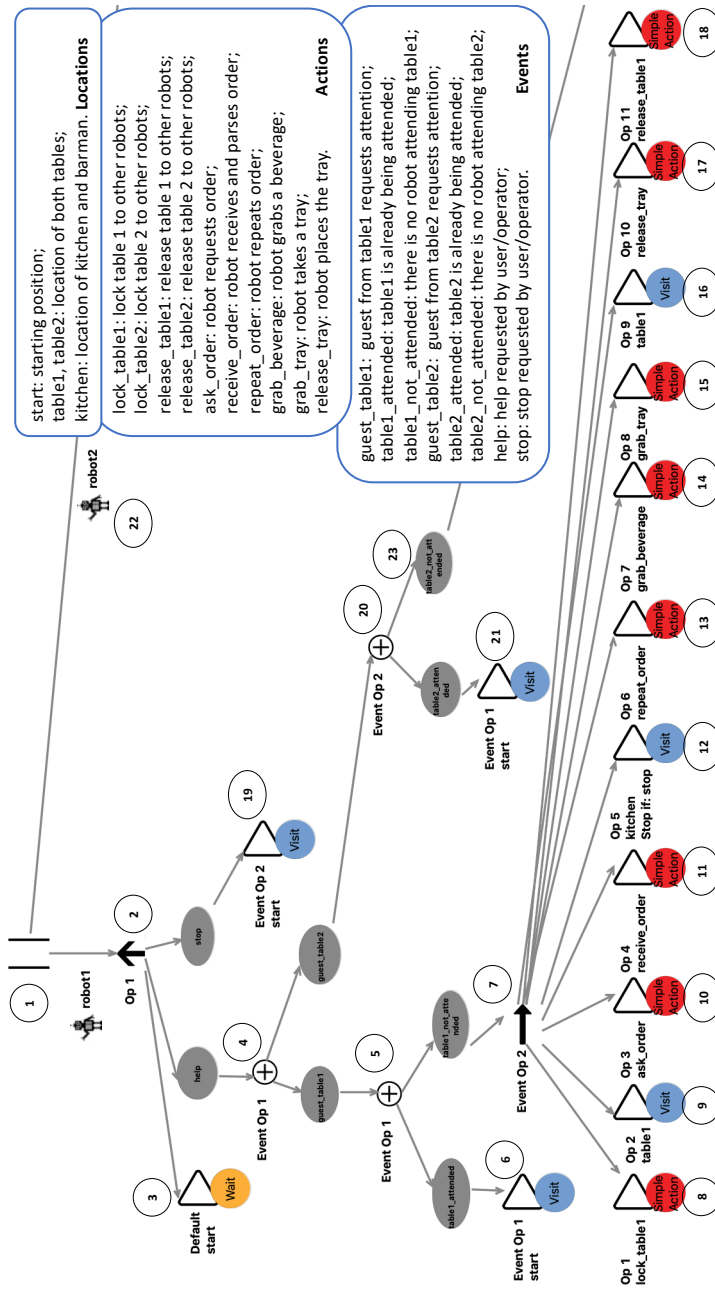 start: starting position;
table1, table2: location of both tables;
kitchen: location of kitchen and barman. Locations
lock_table1: lock table 1 to other robots;
lock_table2: lock table 2 to other robots;
release_table1: release table 1 to other robots;
release_table2: release table 2 to other robots;
ask_order: robot requests order;
receive_order: robot receives and parses order;
repeat_order: robot repeats order;
grab_beverage: robot grabs a beverage;
grab_tray: robot takes a tray;
release_tray: robot places the tray. Actions
guest_table1: guest from table1 requests attention;
table1_attended: table1 is already being attended;
table1_not_attended: there is no robot attending table1;
guest_table2: guest from table2 requests attention;
table2_attended: table2 is already being attended;
table2_not_attended: there is no robot attending table2;
help: help requested by user/operator.
stop: stop requested by user/operator. Events
1
robot1
robot2
22
Op 1
2
3
Default
start
Wait
help
stop
4
Event Op 1
19
Event Op 2
start
Visit
guest_table1
guest_table2
5
Event Op 1
20
Event Op 2
table1_attended
table1_not_atte
nded
table2_atten
ded
table2_not_att
ended
23
6
Event Op 1
start
Visit
7
Event Op 2
21
Event Op 1
start
Visit
Op 1
lock_table1
Simple
Action
8
Op 2
table1
Visit
9
Op 3
ask_order
Simple
Action
10
Op 4
receive_order
Simple
Action
11
Op 5
kitchen
Stop if: stop
Visit
12
Op 6
repeat_order
Simple
Action
13
Op 7
grab_beverage
Simple
Action
14
Op 8
grab_tray
Simple
Action
15
Op 9
table1
Visit
16
Op 10
release_tray
Simple
Action
17
Op 11
release_table1
Simple
Action
18